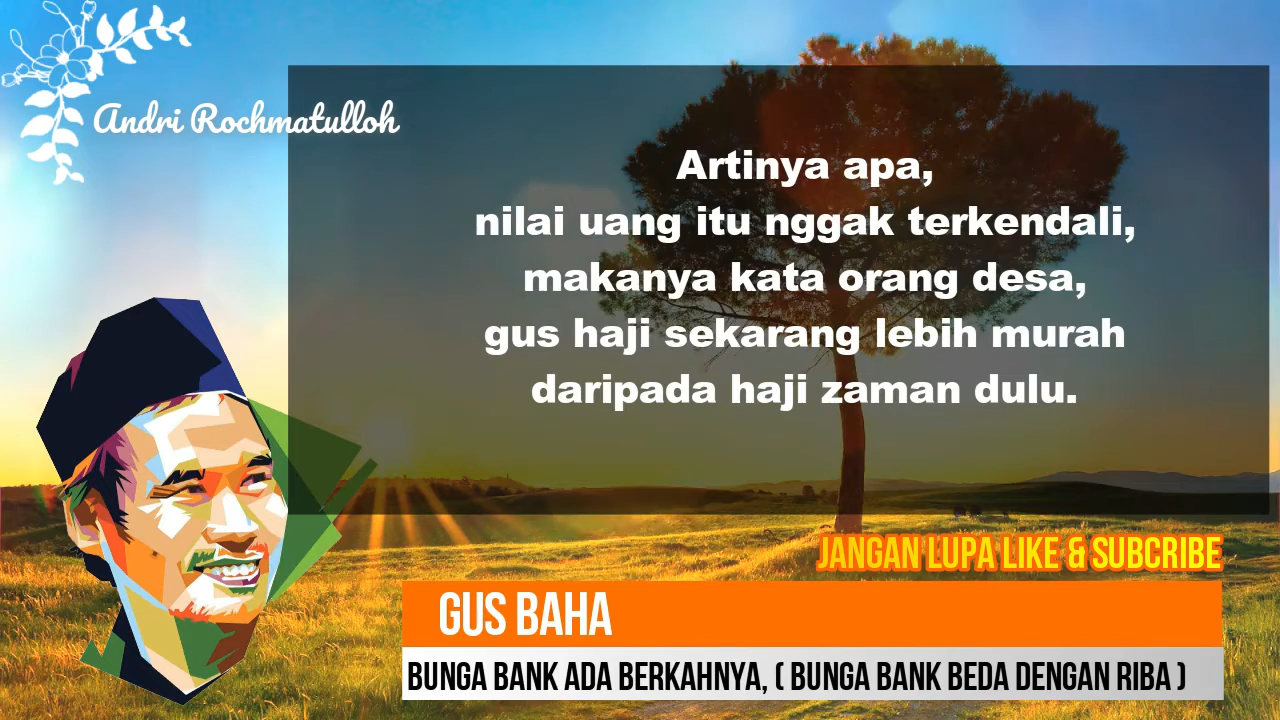 Andri Rochmatulloh
Artinya apa,
nilai uang itu nggak terkendali,
makanya kata orang desa,
gus haji sekarang lebih murah
daripada haji zaman dulu.
JANGAN LUPA LIKE & SUBCRIBE
GUS BAHA
BUNGA BANK ADA BERKAHNYA, ( BUNGA BANK BEDA DENGAN RIBA )